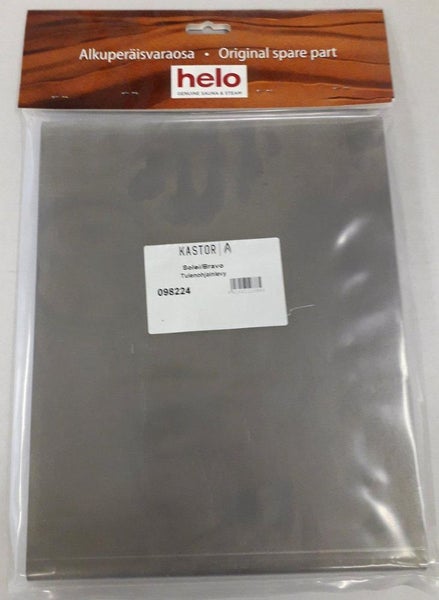 Alkuperäisvaraosa • Original spare part
helo
GENUINE SAUNA & STEAM
KASTOR
Solei/Bravo
Tulenohjainlevy
098224